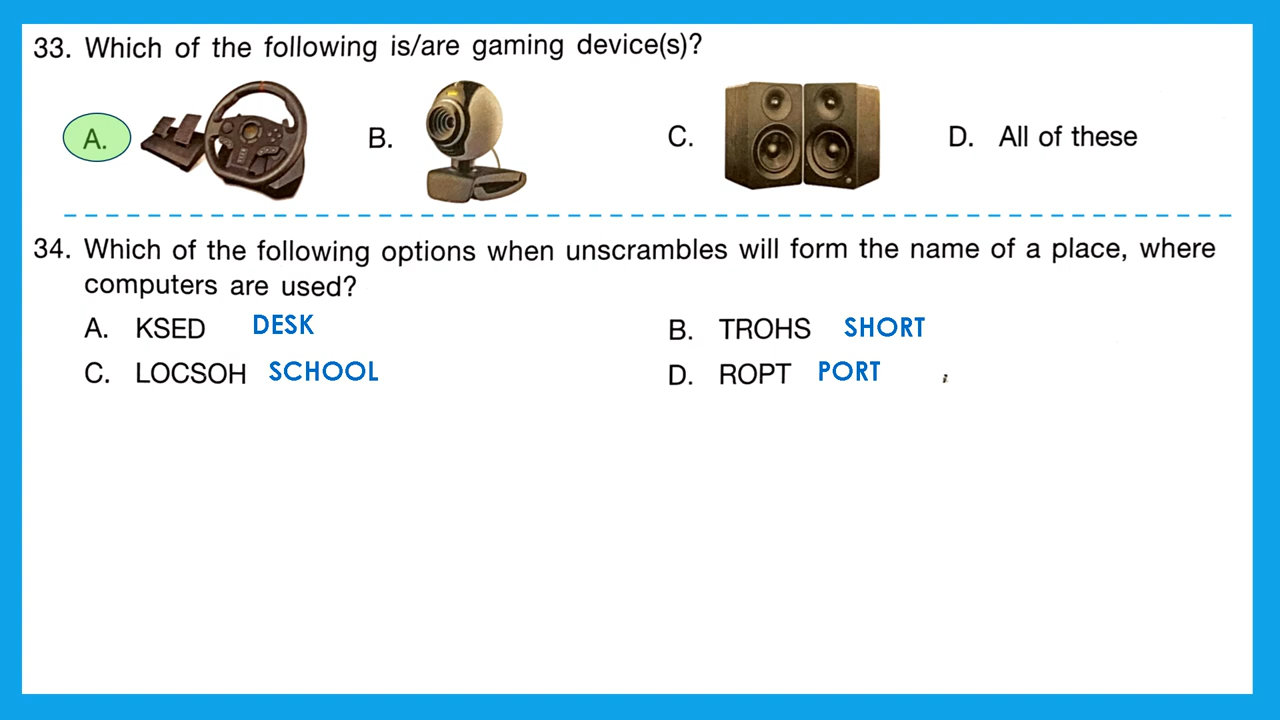 33. Which of the following is/are gaming device(s)?
A. B. C. D. All of these
34. Which of the following options when unscrambles will form the name of a place, where
computers are used?
A. KSED DESK B. TROHS SHORT
C. LOCSOH SCHOOL D. ROPT PORT